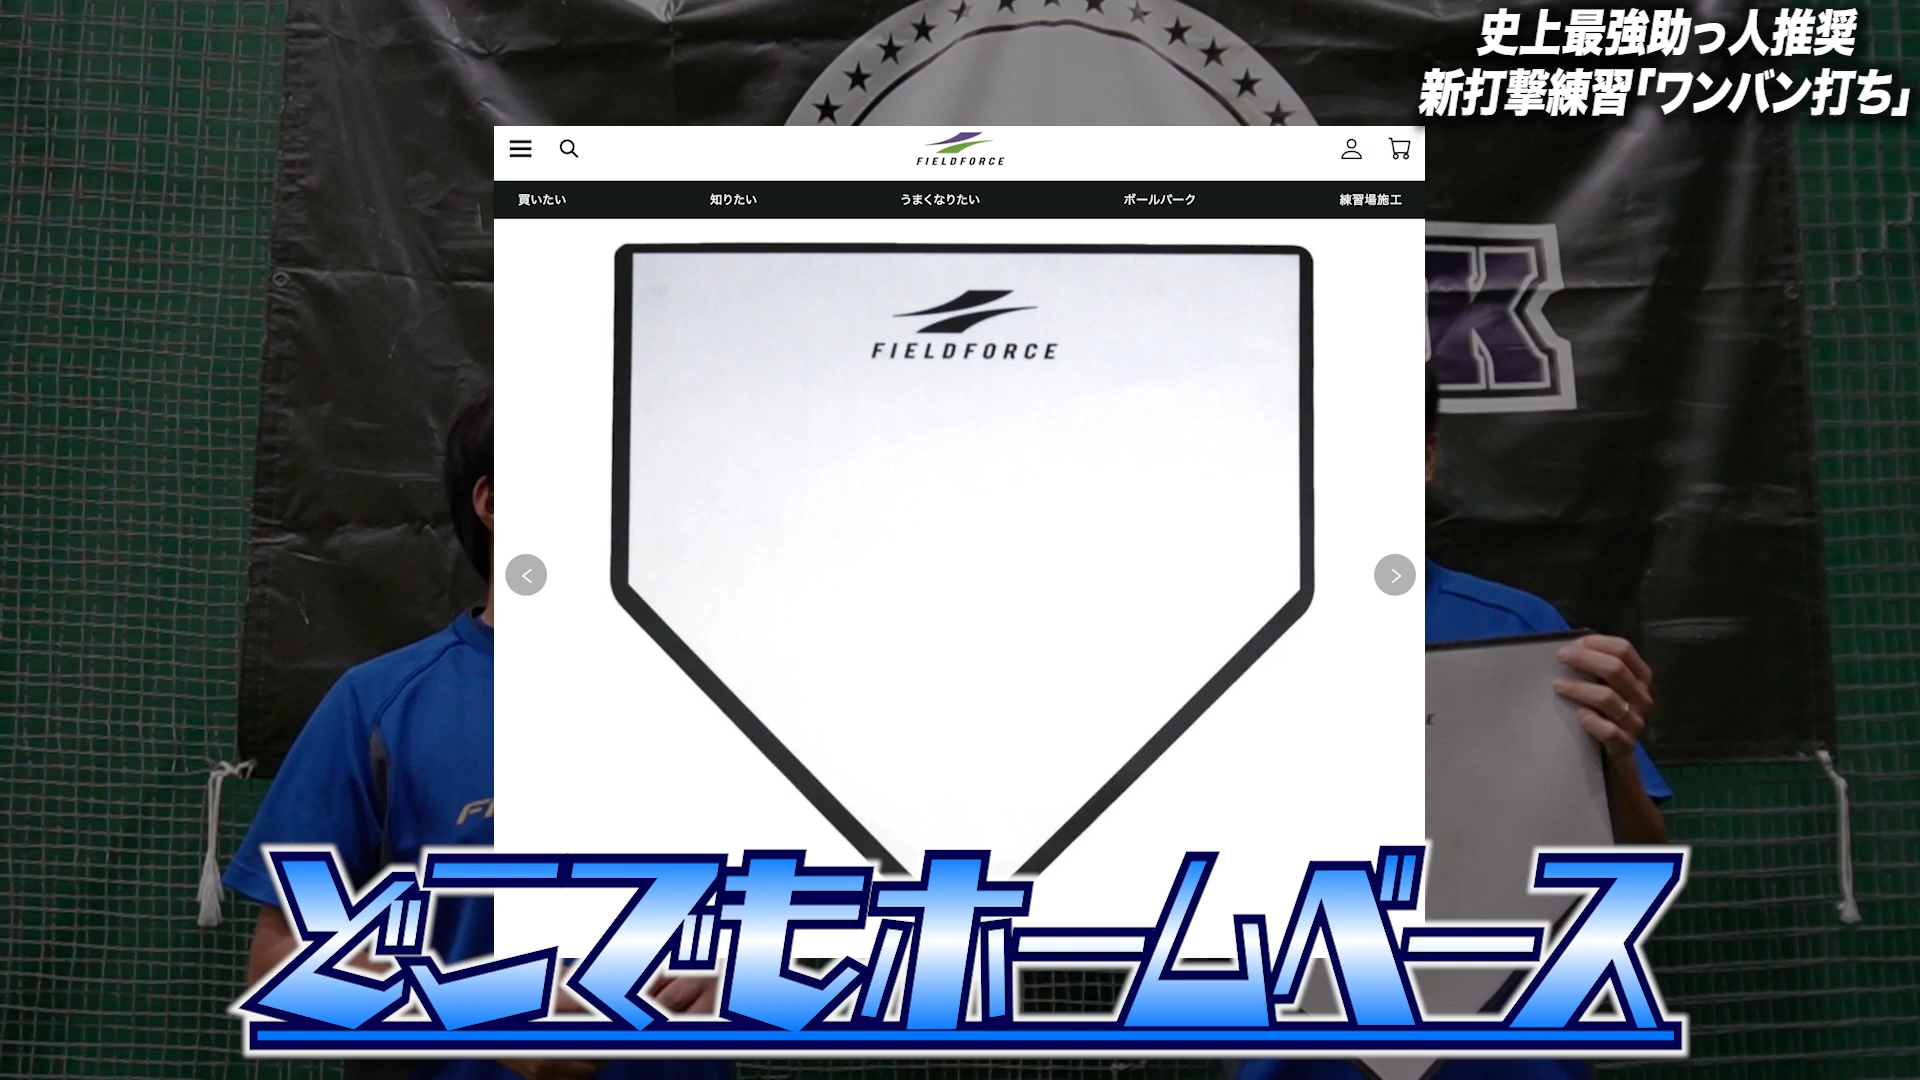 史上最強助っ人推奨
新打撃練習「ワンバン打ち」
FIELDFORCE
買いたい
知りたい
うまくなりたい
ボールパーク
練習場施工
FIELDFORCE
K
E
F
どこでもホームベース